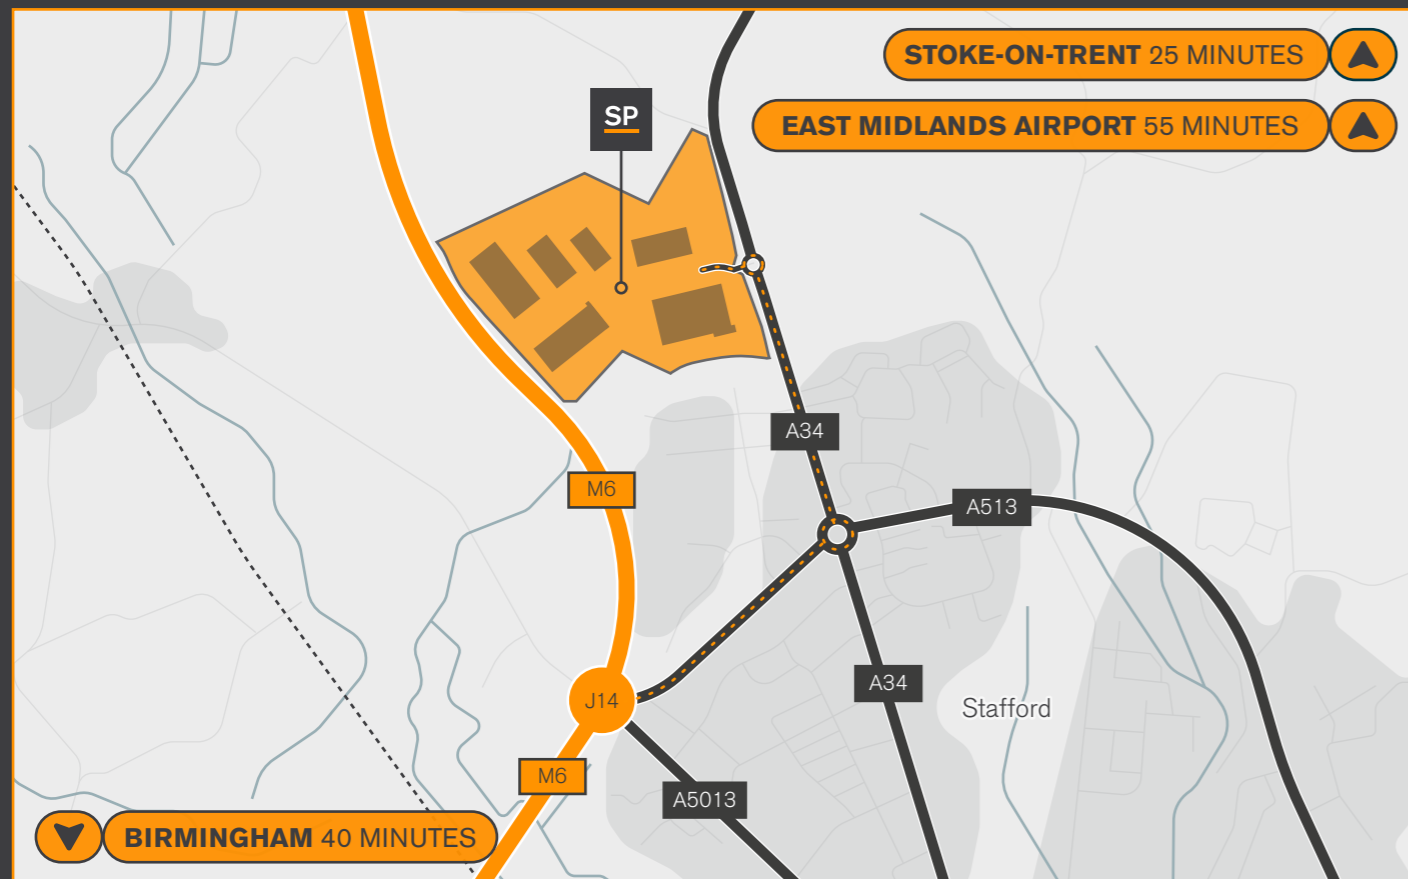 STOKE-ON-TRENT 25 MINUTES
EAST MIDLANDS AIRPORT 55 MINUTES
SP
A34
M6
A513
A34
J14
Stafford
M6
A5013
BIRMINGHAM 40 MINUTES